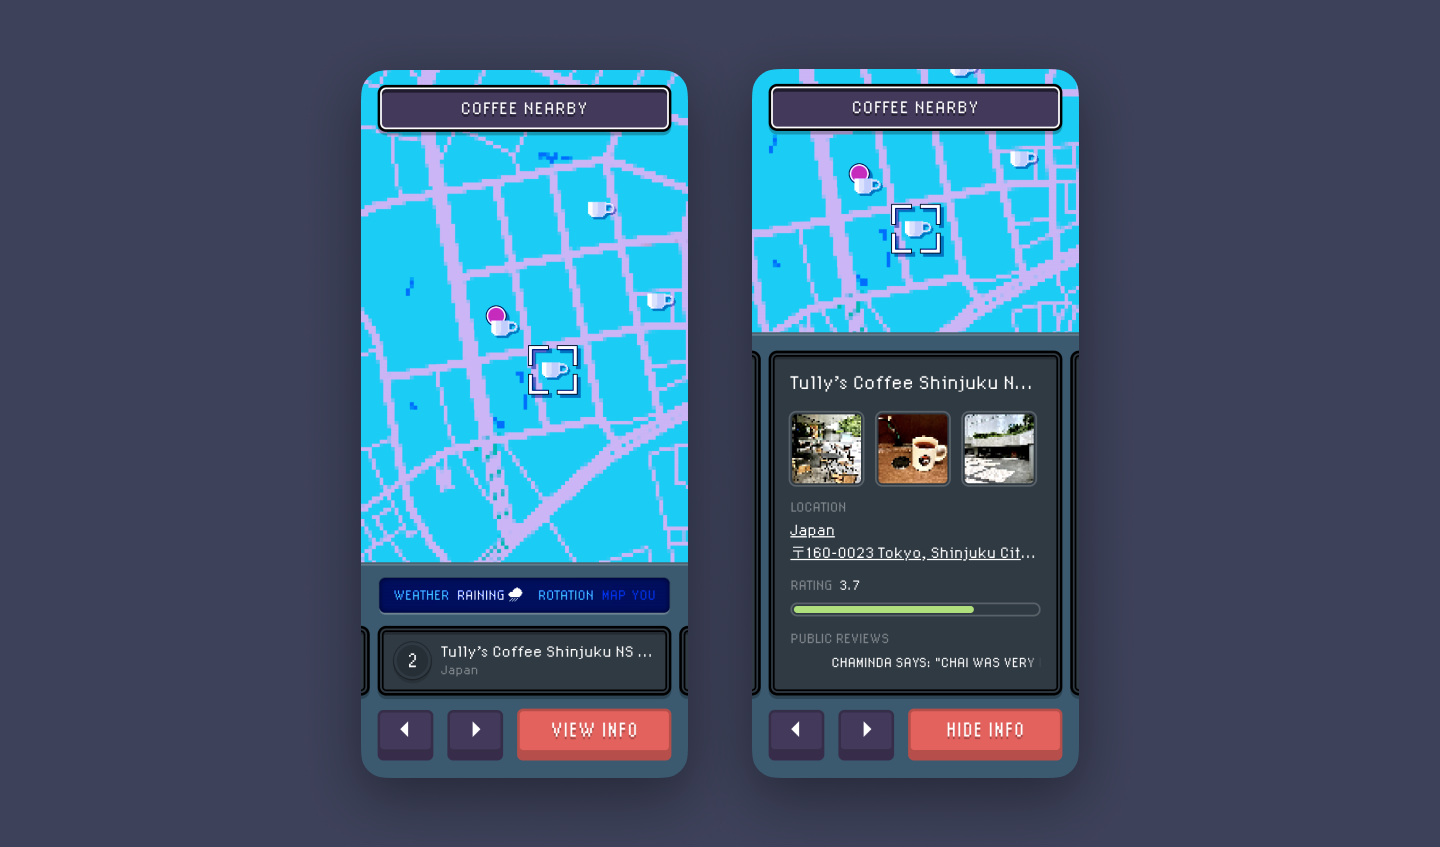 COFFEE NEARBY
WEATHER RAINING ROTATION MAP YOU
2
Tully's Coffee Shinjuku NS ...
Japan
VIEW INFO
COFFEE NEARBY
Tully's Coffee Shinjuku N...
LOCATION
Japan
〒160-0023 Tokyo, Shinjuku Cit...
RATING 3.7
PUBLIC REVIEWS
CHAMINDA SAYS: "CHAI WAS VERY
HIDE INFO